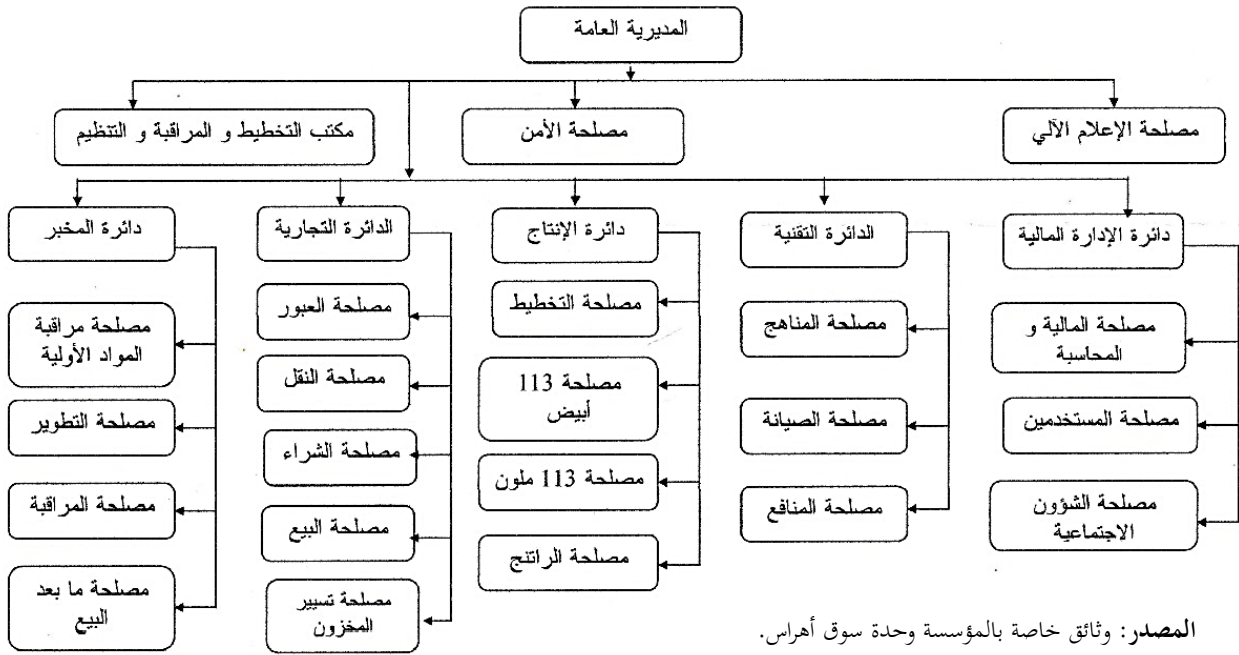 المديرية العامة
مصلحة الإعلام الآلي
مصلحة الأمن
مكتب التخطيط و المراقبة و التنظيم
دائرة الإدارة المالية
مصلحة المالية و
المحاسبة
مصلحة المستخدمين
مصلحة الشؤون
الاجتماعية
الدائرة التقنية
مصلحة المناهج
مصلحة الصيانة
مصلحة المنافع
دائرة الإنتاج
مصلحة التخطيط
مصلحة 113
أبيض
مصلحة 113 ملون
مصلحة الراتنج
الدائرة التجارية
مصلحة العبور
مصلحة النقل
مصلحة الشراء
مصلحة البيع
مصلحة تسيير
المخزون
دائرة المخبر
مصلحة مراقبة
المواد الأولية
مصلحة التطوير
مصلحة المراقبة
مصلحة ما بعد
البيع
المصدر: وثائق خاصة بالمؤسسة وحدة سوق أهراس.